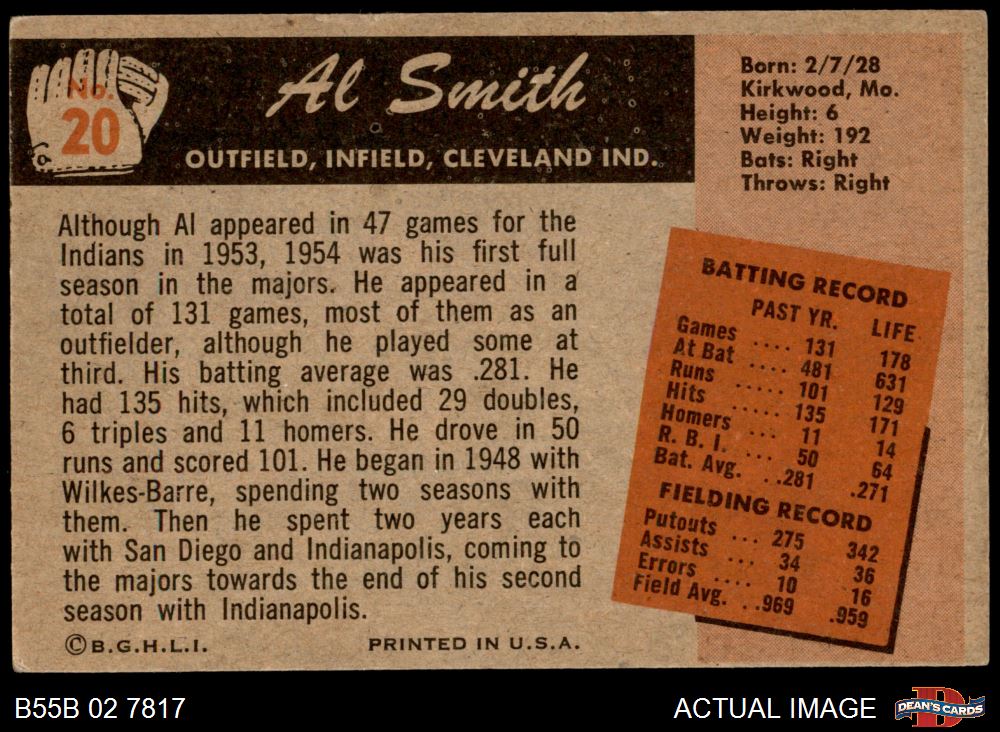 No.
20
Al Smith
OUTFIELD, INFIELD, CLEVELAND IND.
Born: 2/7/28
Kirkwood, Mo.
Height: 6
Weight: 192
Bats: Right
Throws: Right
Although Al appeared in 47 games for the
Indians in 1953, 1954 was his first full
season in the majors. He appeared in a
total of 131 games, most of them as an
outfielder, although he played some at
third. His batting average was .281. He
had 135 hits, which included 29 doubles,
6 triples and 11 homers. He drove in 50
runs and scored 101. He began in 1948 with
Wilkes-Barre, spending two seasons with
them. Then he spent two years each
with San Diego and Indianapolis, coming to
the majors towards the end of his second
season with Indianapolis.
©B.G.H.L.I. PRINTED IN U.S.A.
BATTING RECORD
PAST YR. LIFE
Games .... 131 178
At Bat .... 481 631
Runs ..... 101 129
Hits ..... 135 171
Homers ... 11 14
R. B. I. ... 50 64
Bat. Avg. ..281 .271
FIELDING RECORD
Putouts ... 275 342
Assists ... 34 36
Errors .... 10 16
Field Avg. ..969 .959
B55B 02 7817
ACTUAL IMAGE
D
DEAN'S CARDS